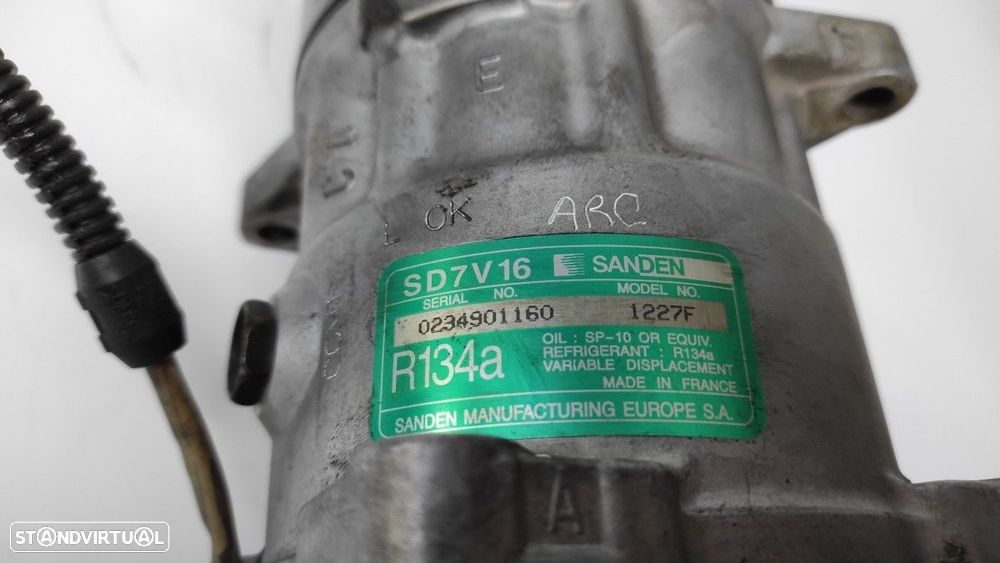 E
L OK ARC
SD7V16 SANDEN
SERIAL NO. MODEL NO.
0234901160 1227F
R134a
OIL : SP-10 OR EQUIV.
REFRIGERANT : R134a
VARIABLE DISPLACEMENT
MADE IN FRANCE
SANDEN MANUFACTURING EUROPE S.A.
A
STANDVIRTUAL